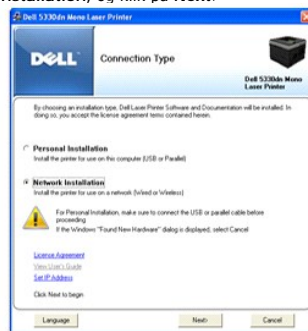 Installation, og klik på Next.
Dell 5330dn Mono Laser Printer
DELL
Connection Type
Dell 5330dn Mono
Laser Printer
By choosing an installation type, Dell Laser Printer Software and Documentation will be installed. In
doing so, you accept the license agreement terms contained herein.
Personal Installation
Install the printer for use on this computer (USB or Parallel)
Network Installation
Install the printer for use on a network (Wired or Wireless)
For Personal Installation, make sure to connect the USB or parallel cable before
proceeding
If the Windows "Found New Hardware" dialog is displayed, select Cancel
License Agreement
View User's Guide
Set IP Address
Click Next to begin.
Language
Next>
Cancel